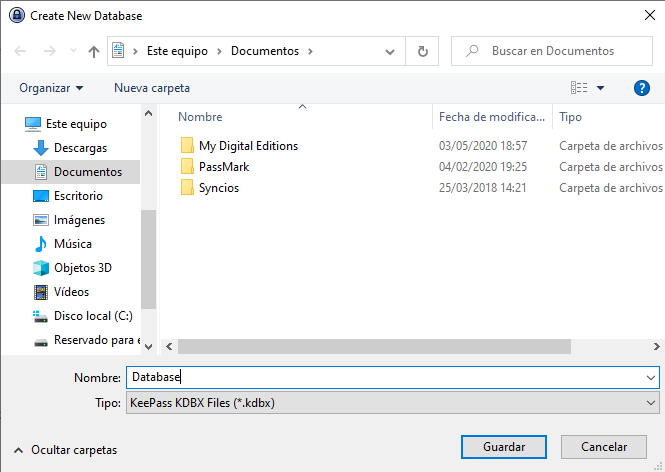 Create New Database
Este equipo Documentos
Buscar en Documentos
Organizar Nueva carpeta
Este equipo
Descargas
Documentos
Escritorio
Imágenes
Música
Objetos 3D
Vídeos
Disco local (C:)
Reservado para e
Nombre Fecha de modifica... Tipo
My Digital Editions 03/05/2020 18:57 Carpeta de archivos
PassMark 04/02/2020 19:25 Carpeta de archivos
Syncios 25/03/2018 14:21 Carpeta de archivos
Nombre: Database
Tipo: KeePass KDBX Files (*.kdbx)
Ocultar carpetas
Guardar Cancelar